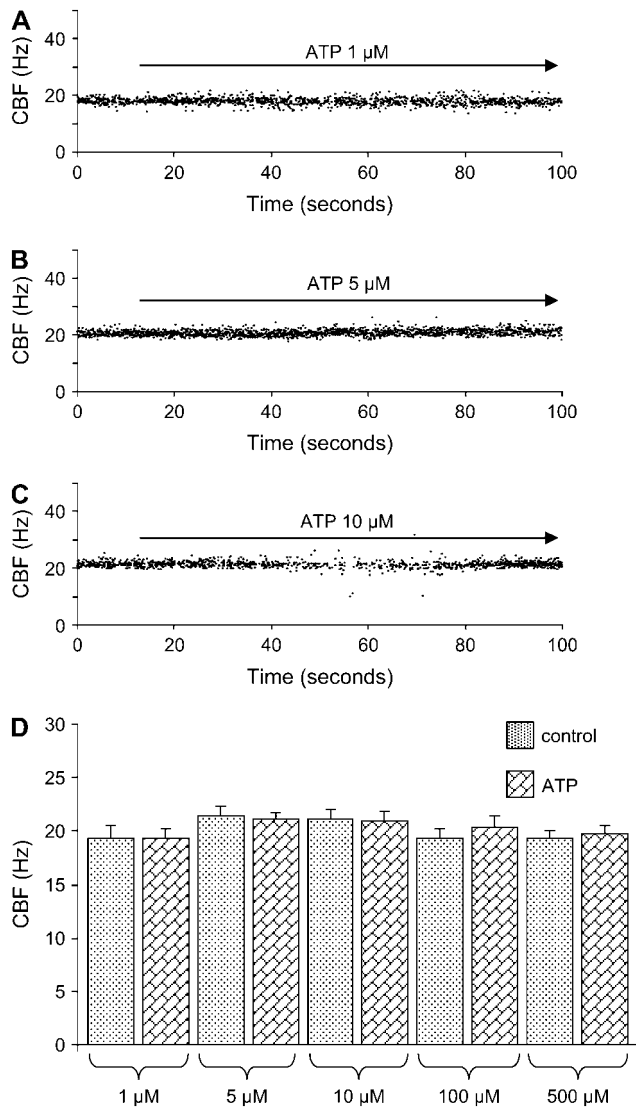 A
CBF (Hz)
40
20
0
ATP 1 µM
0 20 40 60 80 100
Time (seconds)
B
CBF (Hz)
40
20
0
ATP 5 µM
0 20 40 60 80 100
Time (seconds)
C
CBF (Hz)
40
20
0
ATP 10 µM
0 20 40 60 80 100
Time (seconds)
D
CBF (Hz)
30
25
20
15
10
5
0
control
ATP
1 µM 5 µM 10 µM 100 µM 500 µM